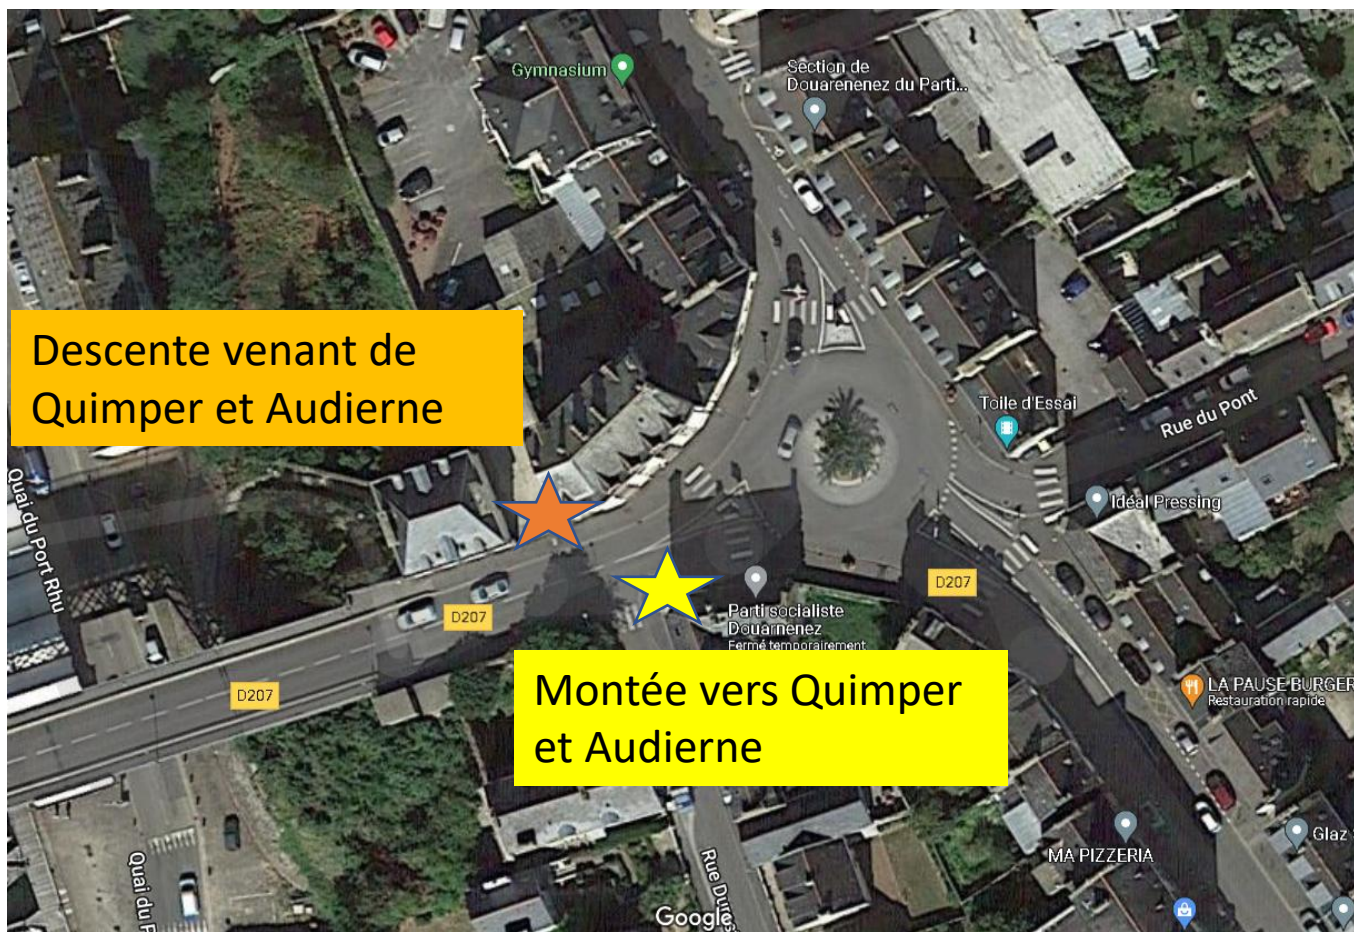 Gymnasium
Section de
Douarenenez du Parti...
Descente venant de
Quimper et Audierne
Toile d'Essai
Rue du Pont
Idéal Pressing
Quai du Port Rhu
D207
D207
D207
Parti socialiste
Douarnenez
Fermé temporairement
Montée vers Quimper
et Audierne
LA PAUSE BURGER
Restauration rapide
MA PIZZERIA
Glaz
Quai du P
Rue
Google